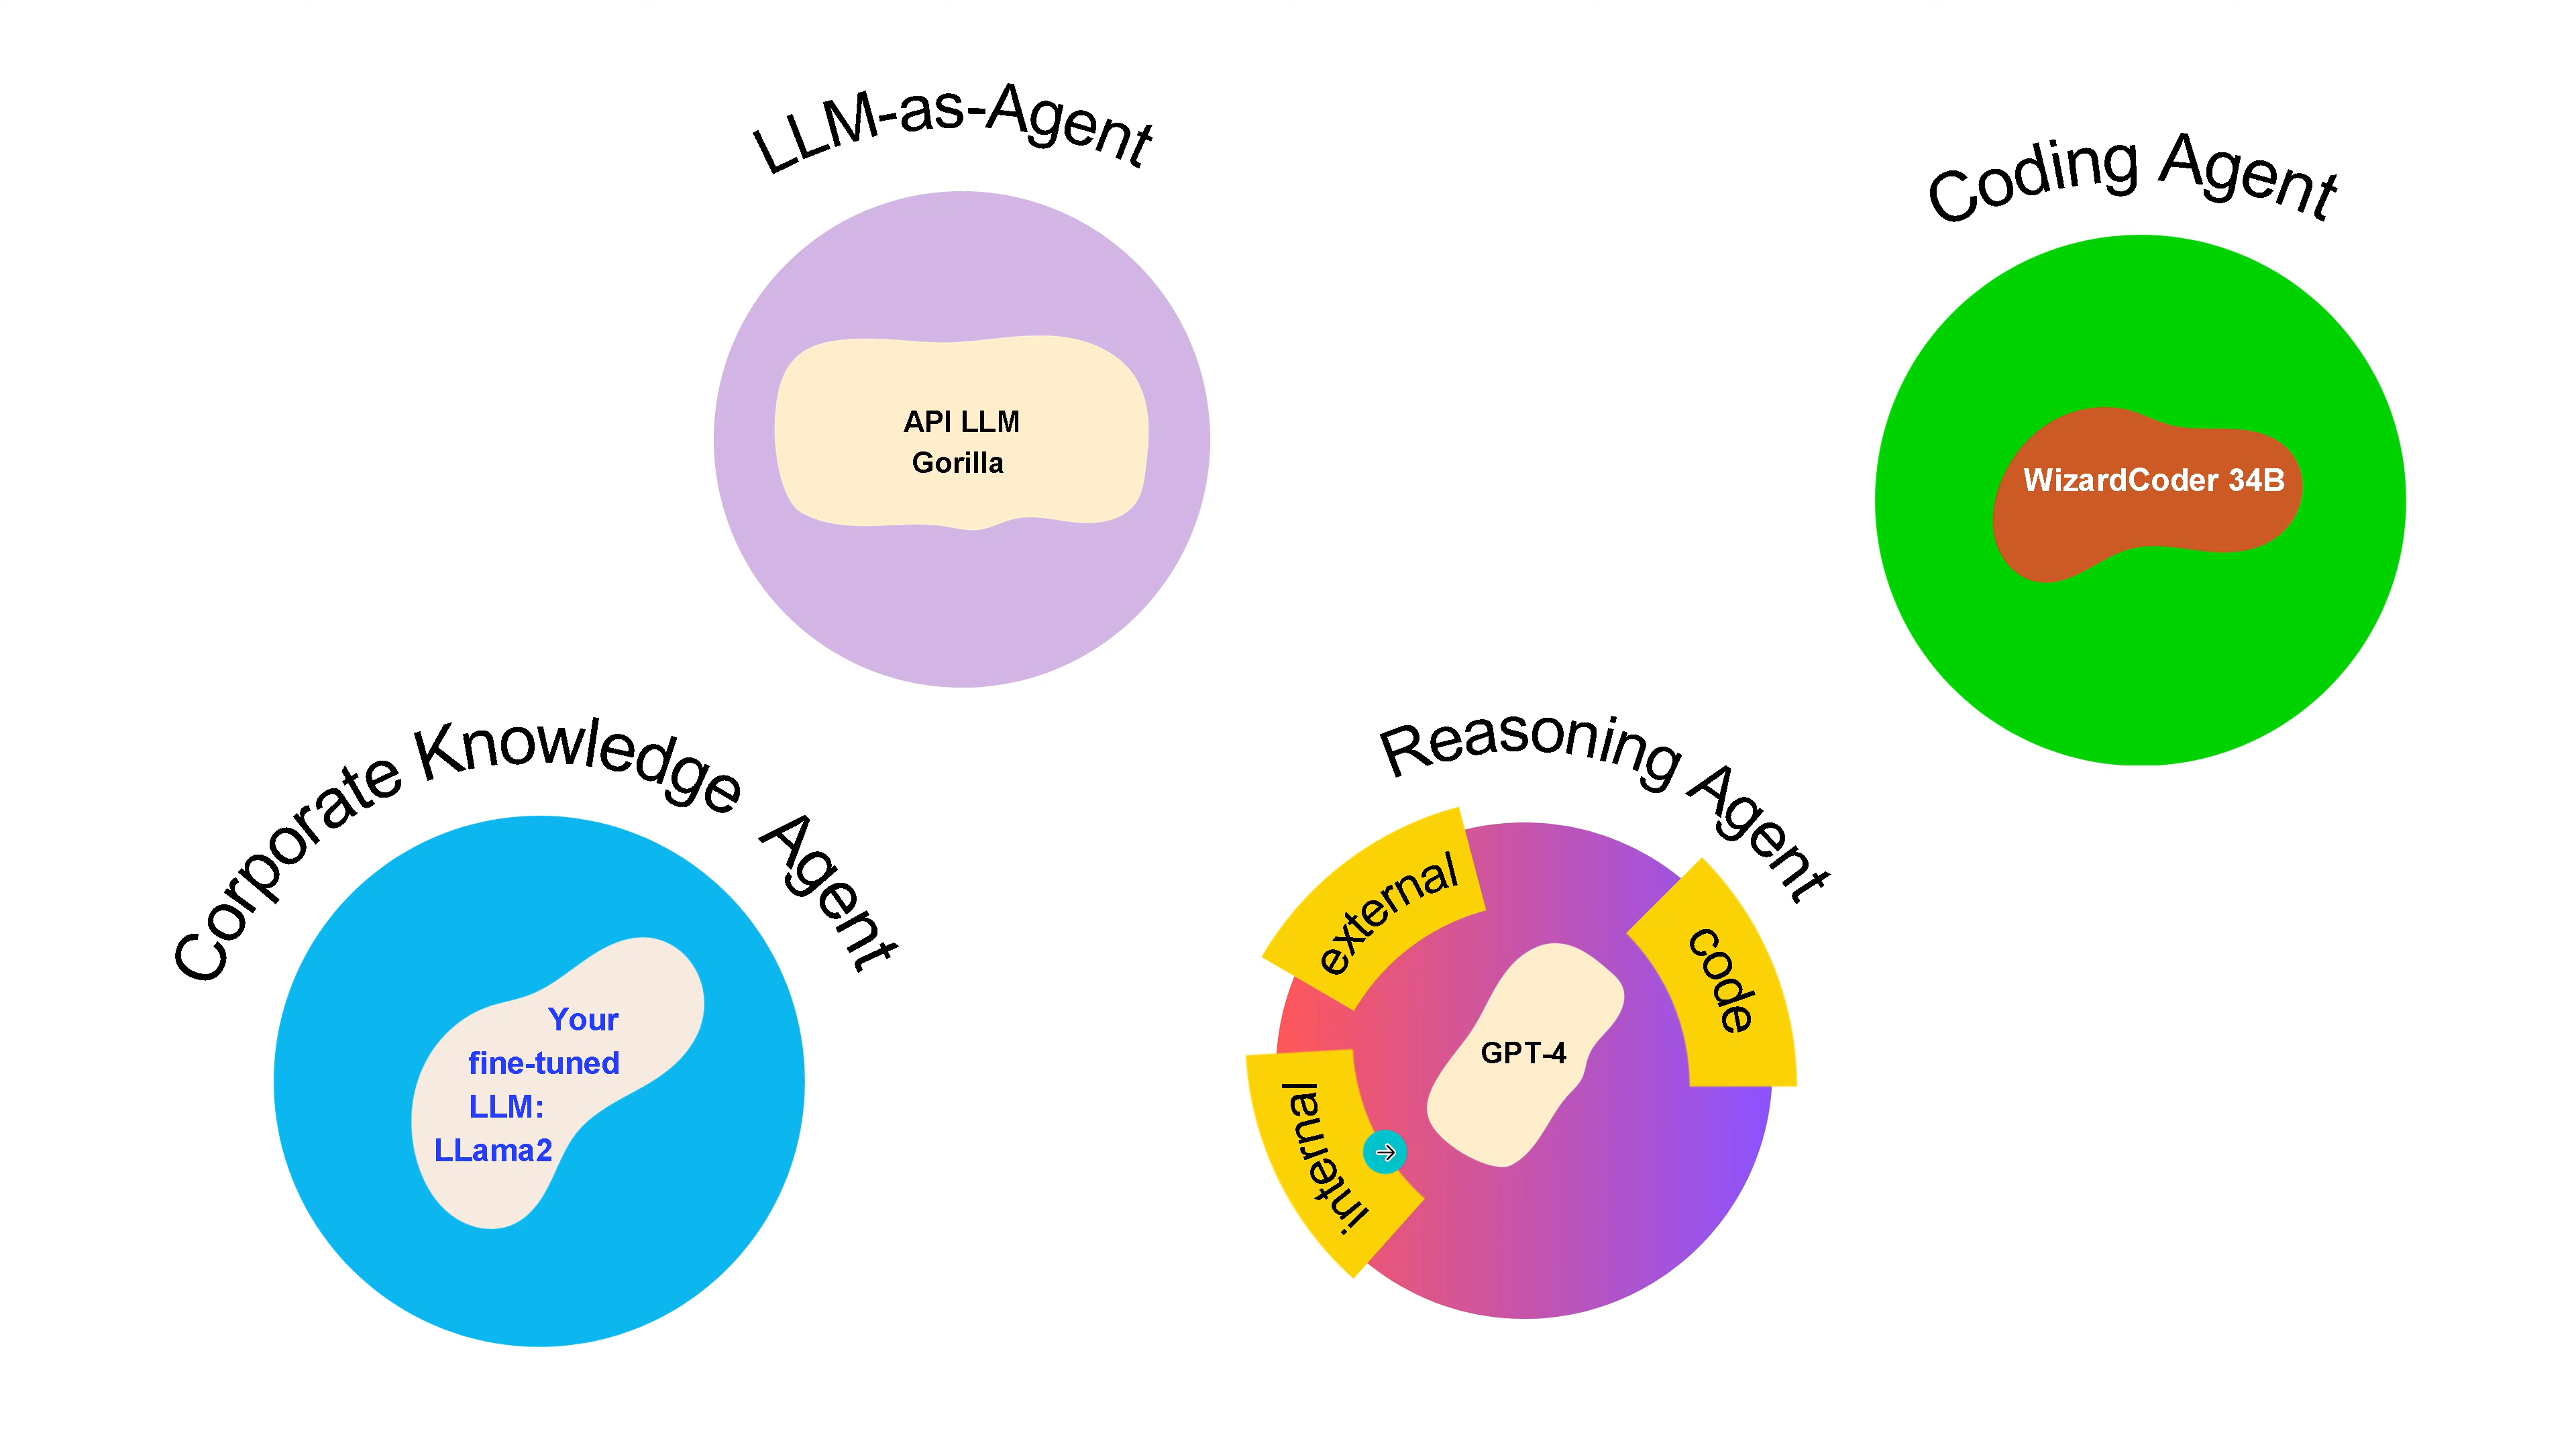 LLM-as-Agent
API LLM
Gorilla
Coding Agent
WizardCoder 34B
Corporate Knowledge Agent
Your
fine-tuned
LLM:
LLama2
Reasoning Agent
external
code
internal
GPT-4